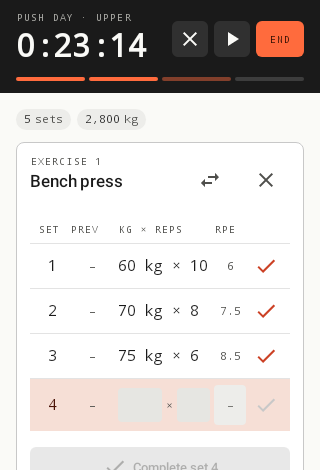 PUSH DAY · UPPER
0:23:14
END
5 sets 2,800 kg
EXERCISE 1
Bench press
SET PREV KG × REPS RPE
1 – 60 kg × 10 6
2 – 70 kg × 8 7.5
3 – 75 kg × 6 8.5
4 – × –
Complete set 4